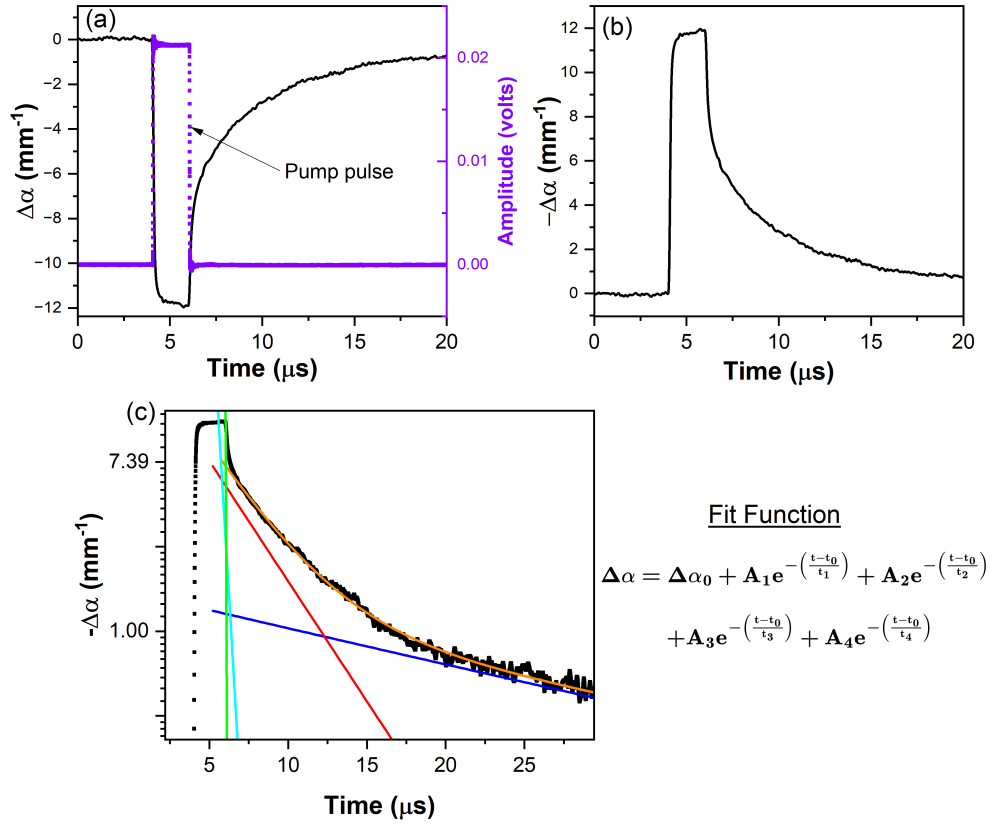 (a)
0
−2
−4
−6
−8
−10
−12
Δα (mm⁻¹)
0.02
0.01
0.00
Amplitude (volts)
Pump pulse
0 5 10 15 20
Time (μs)
(b)
12
10
8
6
4
2
0
−Δα (mm⁻¹)
0 5 10 15 20
Time (μs)
(c)
7.39
1.00
-Δα (mm⁻¹)
5 10 15 20 25
Time (μs)
Fit Function
Δα = Δα₀ + A₁e^{-((t−t₀)/t₁)} + A₂e^{-((t−t₀)/t₂)}
+A₃e^{-((t−t₀)/t₃)} + A₄e^{-((t−t₀)/t₄)}